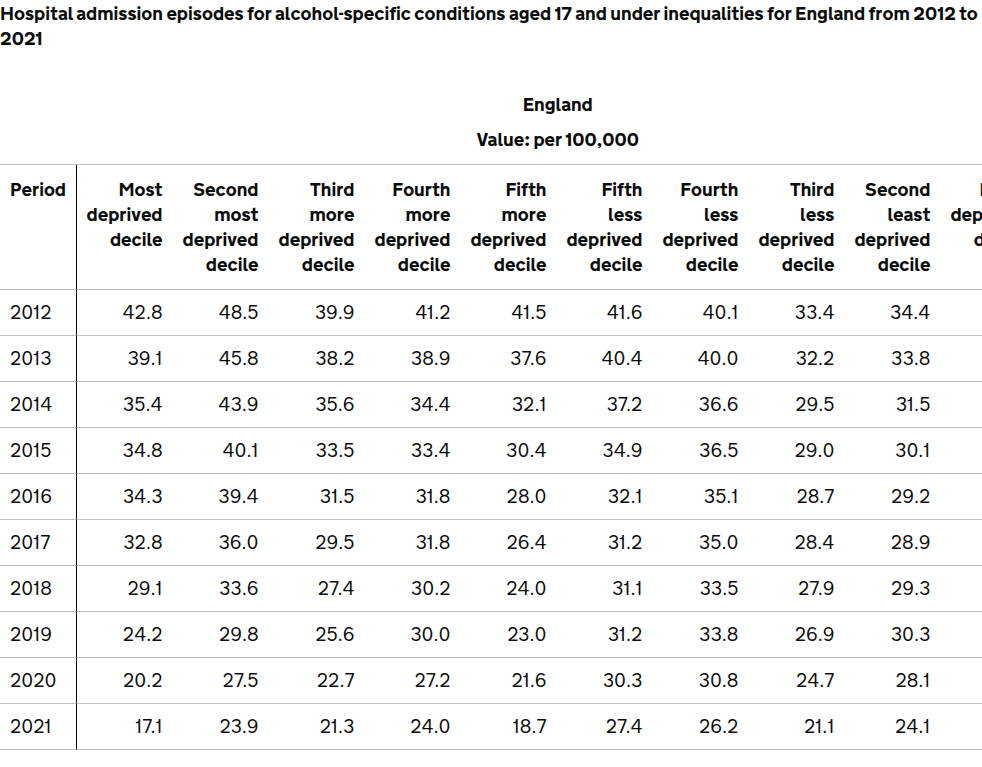 Hospital admission episodes for alcohol-specific conditions aged 17 and under inequalities for England from 2012 to
2021
England
Value: per 100,000
Period Most deprived decile Second most deprived decile Third more deprived decile Fourth more deprived decile Fifth more deprived decile Fifth less deprived decile Fourth less deprived decile Third less deprived decile Second least deprived decile
2012 42.8 48.5 39.9 41.2 41.5 41.6 40.1 33.4 34.4
2013 39.1 45.8 38.2 38.9 37.6 40.4 40.0 32.2 33.8
2014 35.4 43.9 35.6 34.4 32.1 37.2 36.6 29.5 31.5
2015 34.8 40.1 33.5 33.4 30.4 34.9 36.5 29.0 30.1
2016 34.3 39.4 31.5 31.8 28.0 32.1 35.1 28.7 29.2
2017 32.8 36.0 29.5 31.8 26.4 31.2 35.0 28.4 28.9
2018 29.1 33.6 27.4 30.2 24.0 31.1 33.5 27.9 29.3
2019 24.2 29.8 25.6 30.0 23.0 31.2 33.8 26.9 30.3
2020 20.2 27.5 22.7 27.2 21.6 30.3 30.8 24.7 28.1
2021 17.1 23.9 21.3 24.0 18.7 27.4 26.2 21.1 24.1